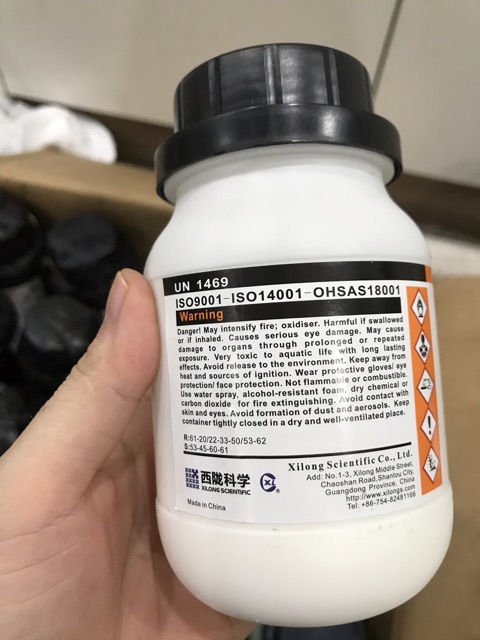 UN 1469
ISO9001-ISO14001-OHSAS18001
Warning
Danger! May intensify fire; oxidiser. Harmful if swallowed
or if inhaled. Causes serious eye damage. May cause
damage to organs through prolonged or repeated
exposure. Very toxic to aquatic life with long lasting
effects. Avoid release to the environment. Keep away from
heat and sources of ignition. Wear protective gloves/ eye
protection/ face protection. Not flammable or combustible.
Use water spray, alcohol-resistant foam, dry chemical or
carbon dioxide for fire extinguishing. Avoid contact with
skin and eyes. Avoid formation of dust and aerosols. Keep
container tightly closed in a dry and well-ventilated place.
R:61-20/22-33-50/53-62
S:53-45-60-61
西陇科学
XILONG SCIENTIFIC
XL
Made in China
Xilong Scientific Co., Ltd.
Add: No.1-3, Xilong Middle Street,
Chaoshan Road,Shantou City,
Guangdong Province, China
http://www.xilongs.com
Tel: +86-754-82481166